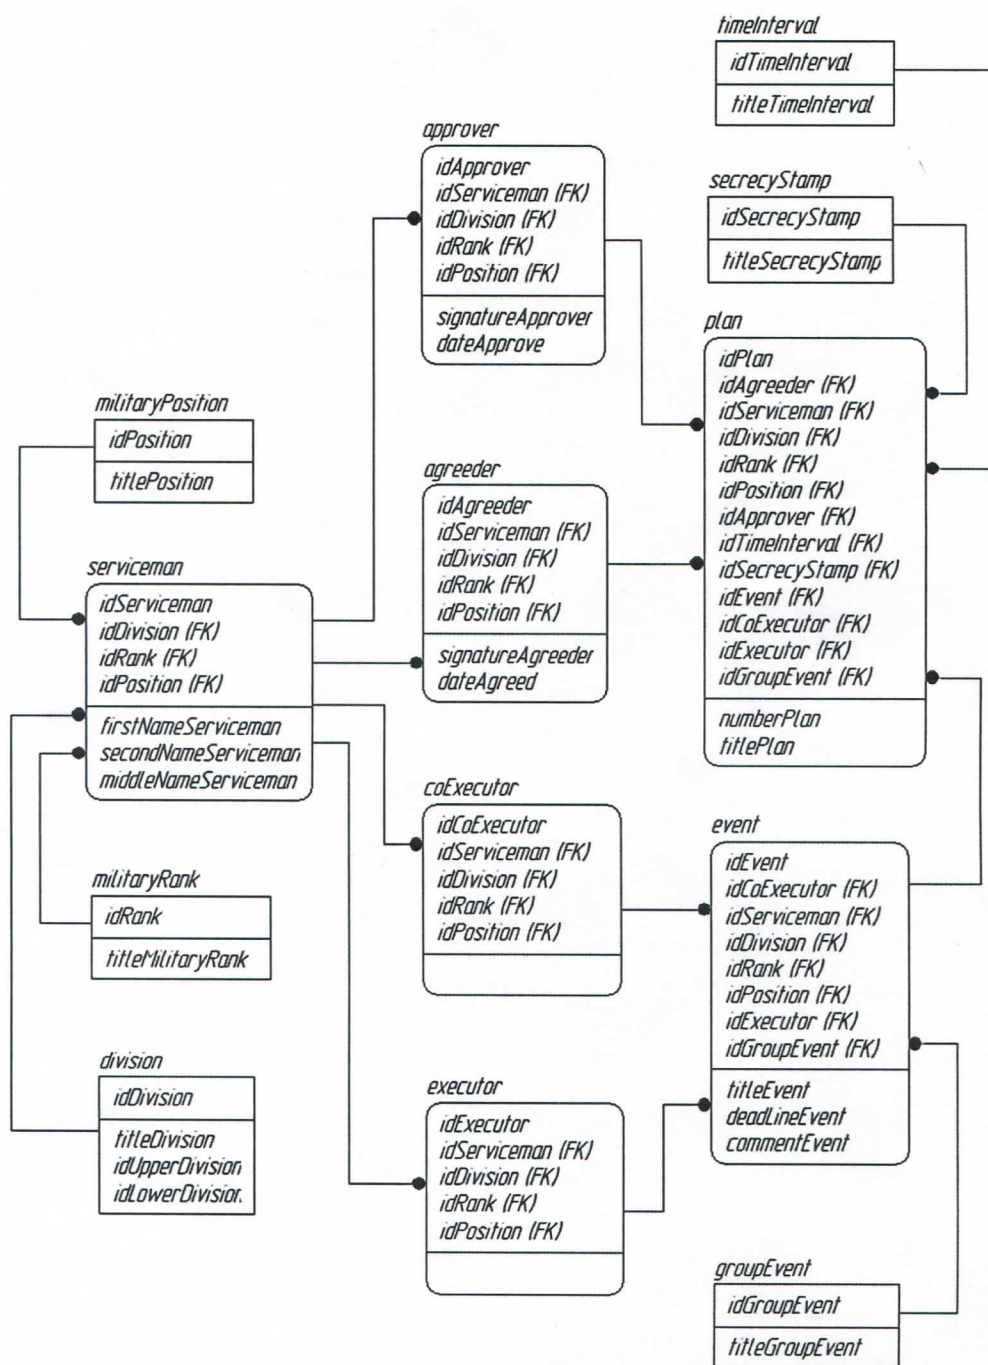 timeInterval
idTimeInterval
titleTimeInterval
approver
idApprover
idServiceman (FK)
idDivision (FK)
idRank (FK)
idPosition (FK)
signatureApprover
dateApprove
secrecyStamp
idSecrecyStamp
titleSecrecyStamp
plan
idPlan
idAgreeder (FK)
idServiceman (FK)
idDivision (FK)
idRank (FK)
idPosition (FK)
idApprover (FK)
idTimeInterval (FK)
idSecrecyStamp (FK)
idEvent (FK)
idCoExecutor (FK)
idExecutor (FK)
idGroupEvent (FK)
numberPlan
titlePlan
militaryPosition
idPosition
titlePosition
agreeder
idAgreeder
idServiceman (FK)
idDivision (FK)
idRank (FK)
idPosition (FK)
signatureAgreeder
dateAgreed
serviceman
idServiceman
idDivision (FK)
idRank (FK)
idPosition (FK)
firstNameServiceman
secondNameServiceman
middleNameServiceman
coExecutor
idCoExecutor
idServiceman (FK)
idDivision (FK)
idRank (FK)
idPosition (FK)
event
idEvent
idCoExecutor (FK)
idServiceman (FK)
idDivision (FK)
idRank (FK)
idPosition (FK)
idExecutor (FK)
idGroupEvent (FK)
titleEvent
deadLineEvent
commentEvent
militaryRank
idRank
titleMilitaryRank
division
idDivision
titleDivision
idUpperDivision
idLowerDivision
executor
idExecutor
idServiceman (FK)
idDivision (FK)
idRank (FK)
idPosition (FK)
groupEvent
idGroupEvent
titleGroupEvent